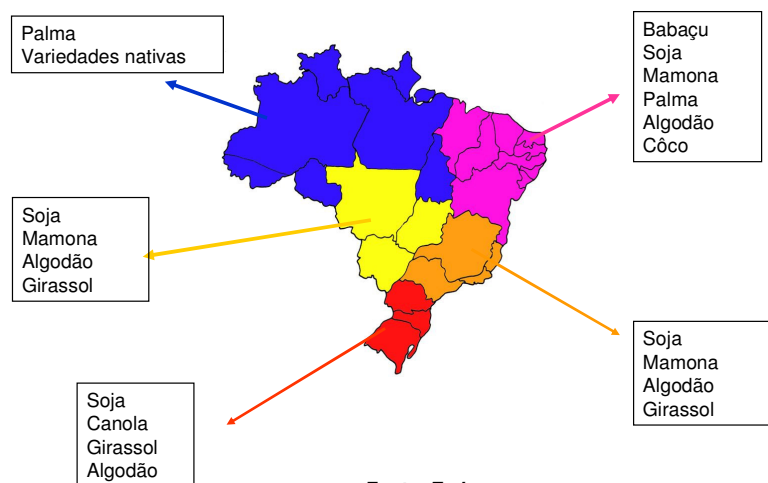 Palma
Variedades nativas
Babaçu
Soja
Mamona
Palma
Algodão
Côco
Soja
Mamona
Algodão
Girassol
Soja
Mamona
Algodão
Girassol
Soja
Canola
Girassol
Algodão